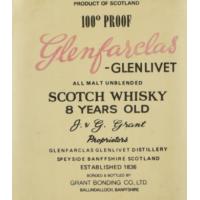 PRODUCT OF SCOTLAND
100° PROOF
Glenfarclas
-GLENLIVET
ALL MALT UNBLENDED
SCOTCH WHISKY
8 YEARS OLD
J. & G. Grant
Proprietors
GLENFARCLAS GLENLIVET DISTILLERY
SPEYSIDE BANFFSHIRE SCOTLAND
ESTABLISHED 1836
BONDED & BOTTLED BY
GRANT BONDING CO., LTD.
BALLINDALLOCH, BANFFSHIRE